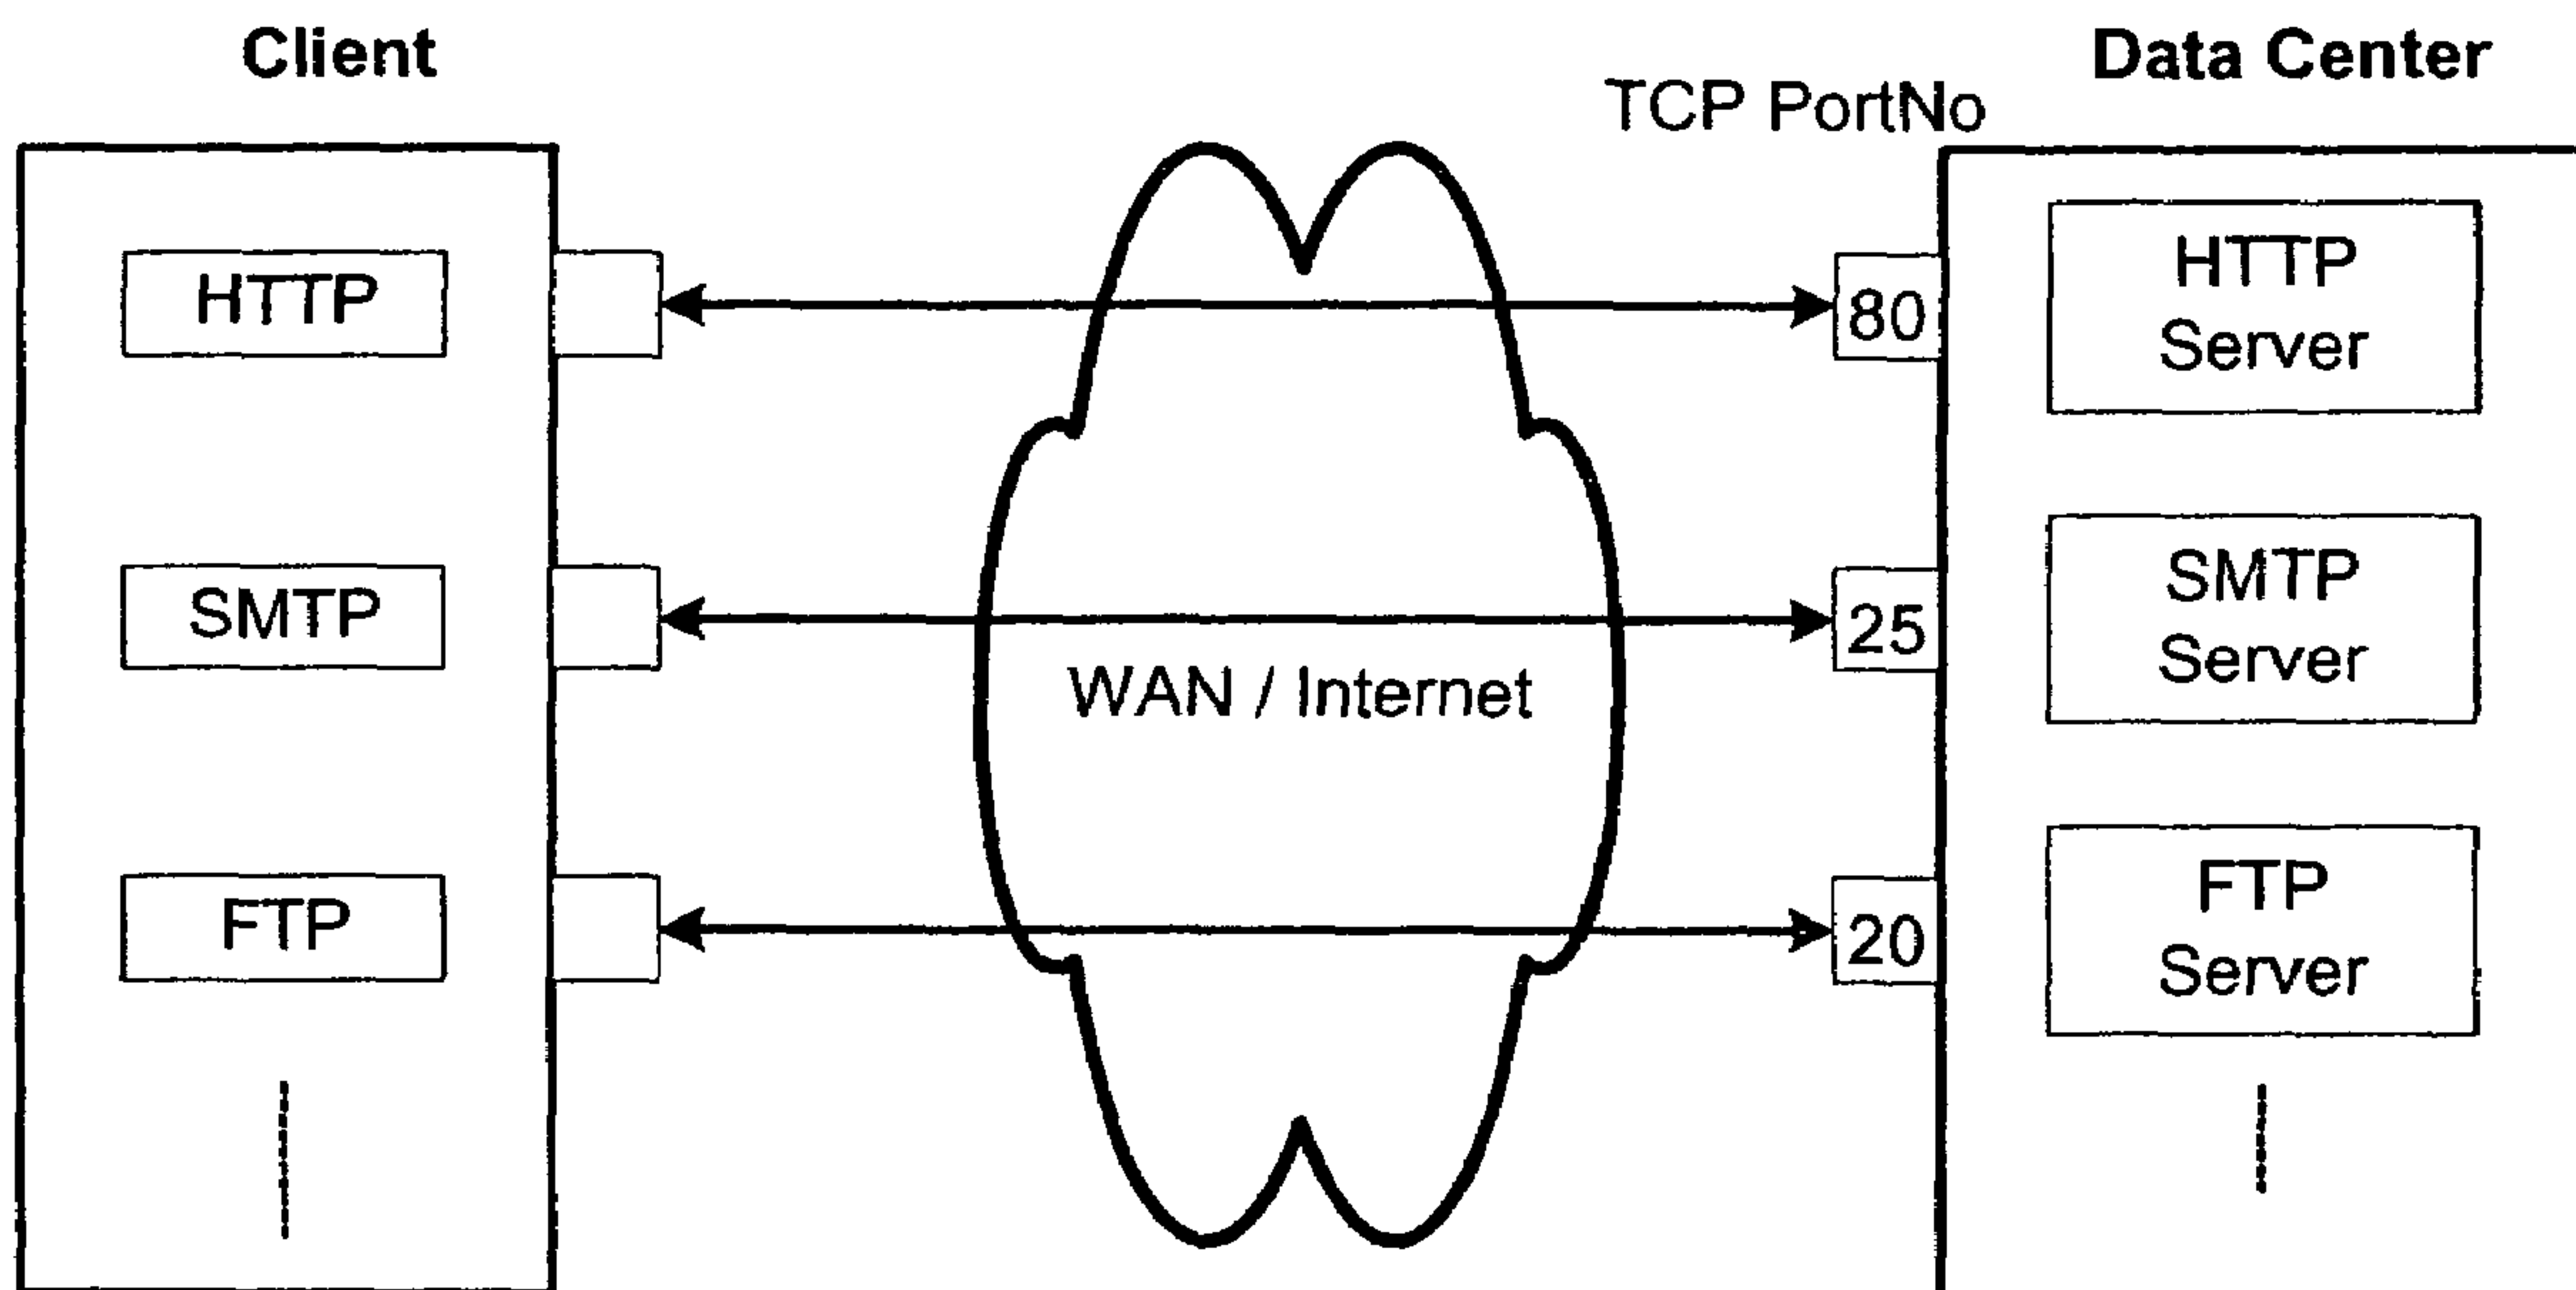 Client
Data Center
TCP PortNo
HTTP
80
HTTP
Server
SMTP
25
SMTP
Server
WAN / Internet
FTP
20
FTP
Server